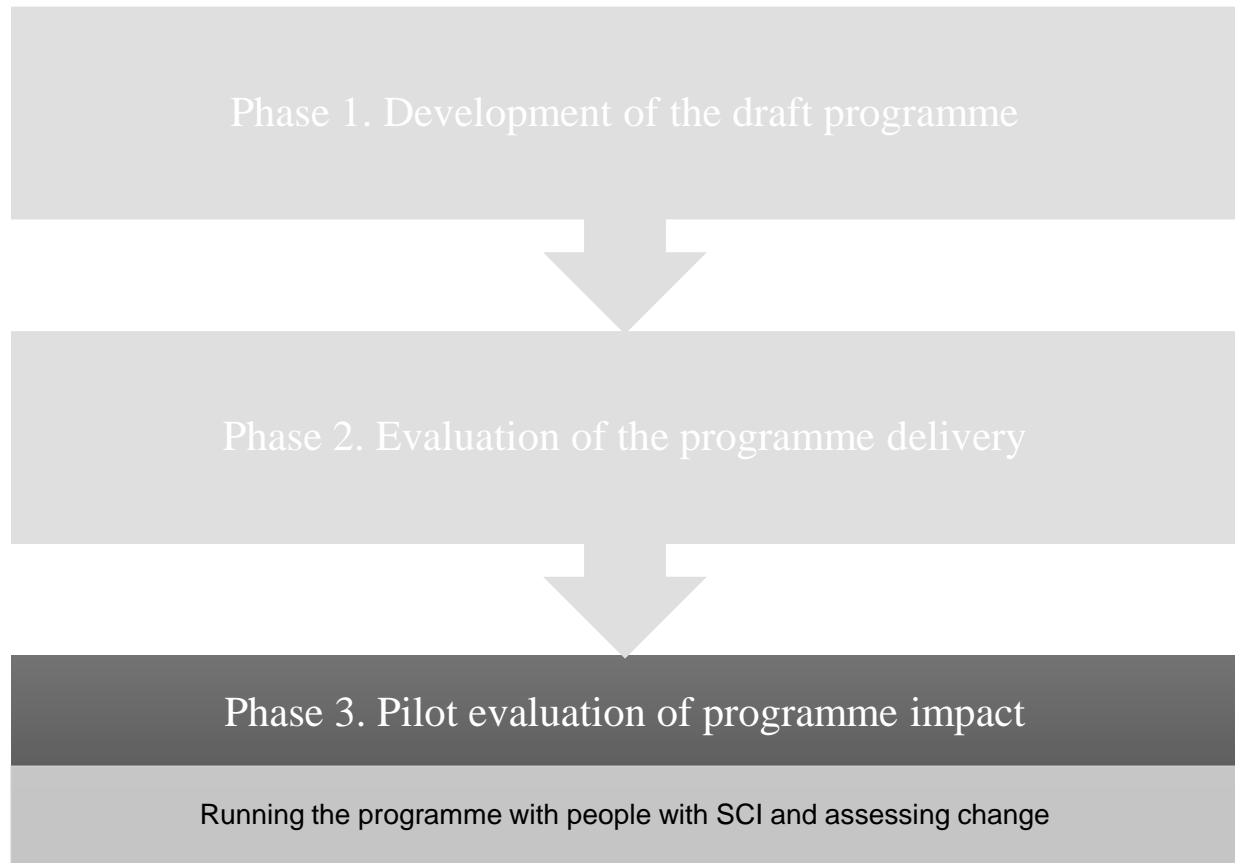 Phase 1. Development of the draft programme
Phase 2. Evaluation of the programme delivery
Phase 3. Pilot evaluation of programme impact
Running the programme with people with SCI and assessing change